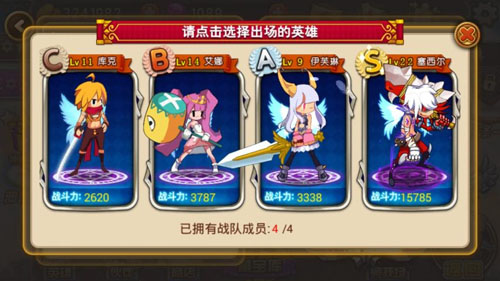 请点击选择出场的英雄
C Lv11 库克
B Lv14 艾娜
A Lv 9 伊芙琳
S Lv22 塞西尔
战斗力: 2620
战斗力: 3787
战斗力: 3338
战斗力: 15785
已拥有战队成员: 4 /4